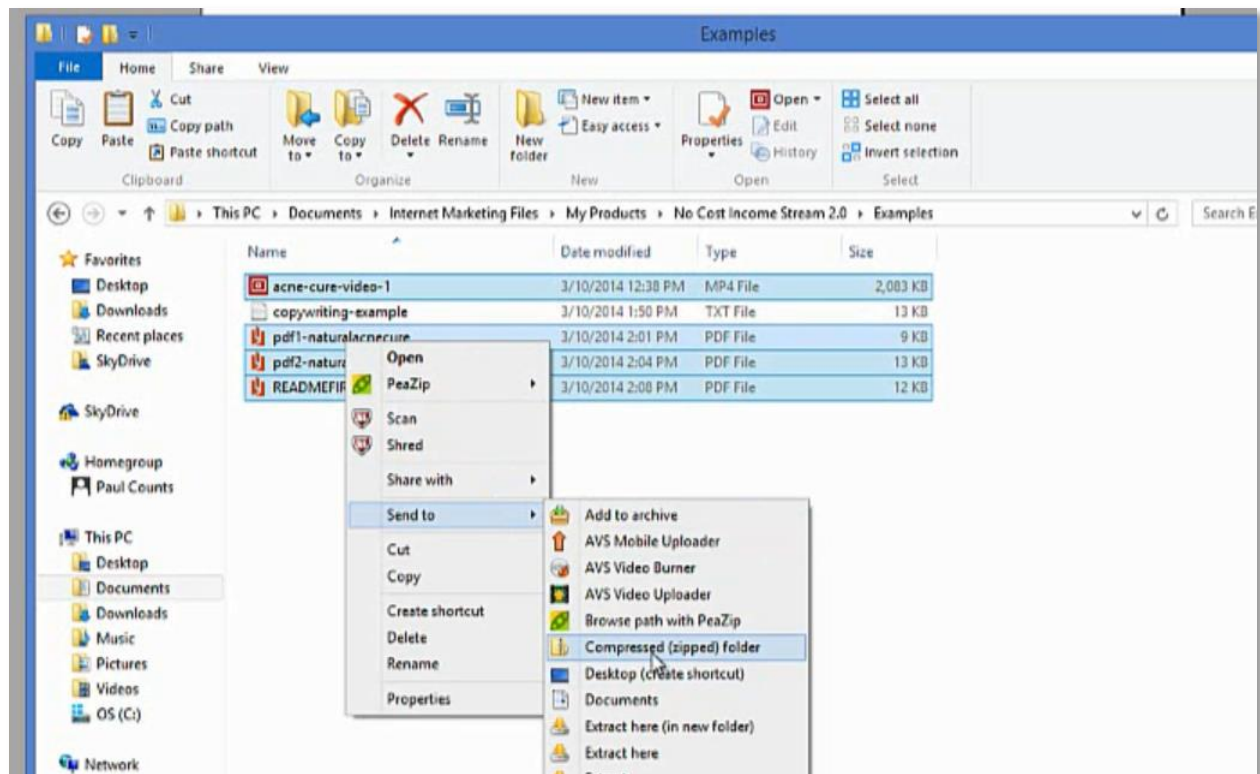 Examples
File Home Share View
Copy Paste Cut Copy path Paste shortcut
Move to Copy to Delete Rename
New folder New item Easy access
Properties Open Edit History
Select all Select none Invert selection
Clipboard Organize New Open Select
This PC Documents Internet Marketing Files My Products No Cost Income Stream 2.0 Examples Search E
Name Date modified Type Size
acne-cure-video-1 3/10/2014 12:38 PM MP4 File 2,083 KB
copywriting-example 3/10/2014 1:50 PM TXT File 13 KB
pdf1-naturalacnecure 3/10/2014 2:01 PM PDF File 9 KB
pdf2-natura 3/10/2014 2:04 PM PDF File 13 KB
READMEFIR 3/10/2014 2:08 PM PDF File 12 KB
Favorites
Desktop
Downloads
Recent places
SkyDrive
SkyDrive
Homegroup
Paul Counts
This PC
Desktop
Documents
Downloads
Music
Pictures
Videos
OS (C:)
Network
Open
PeaZip
Scan
Shred
Share with
Send to
Cut
Copy
Create shortcut
Delete
Rename
Properties
Add to archive
AVS Mobile Uploader
AVS Video Burner
AVS Video Uploader
Browse path with PeaZip
Compressed (zipped) folder
Desktop (create shortcut)
Documents
Extract here (in new folder)
Extract here